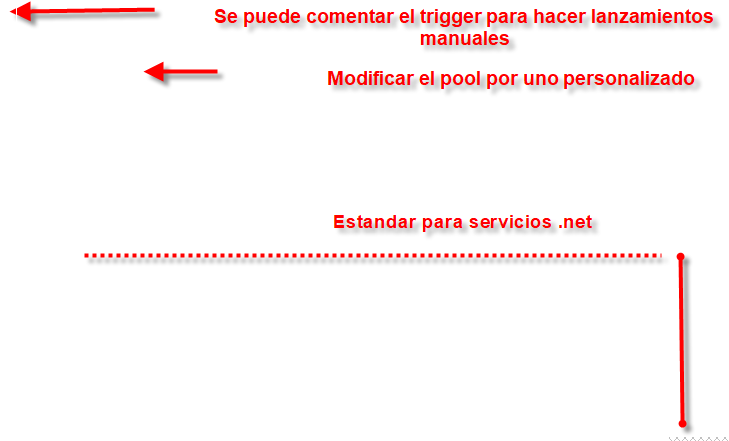 Se puede comentar el trigger para hacer lanzamientos
manuales
Modificar el pool por uno personalizado
Estandar para servicios .net